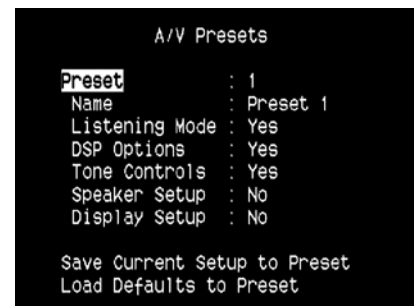 A/V Presets
Preset : 1
Name : Preset 1
Listening Mode : Yes
DSP Options : Yes
Tone Controls : Yes
Speaker Setup : No
Display Setup : No
Save Current Setup to Preset
Load Defaults to Preset